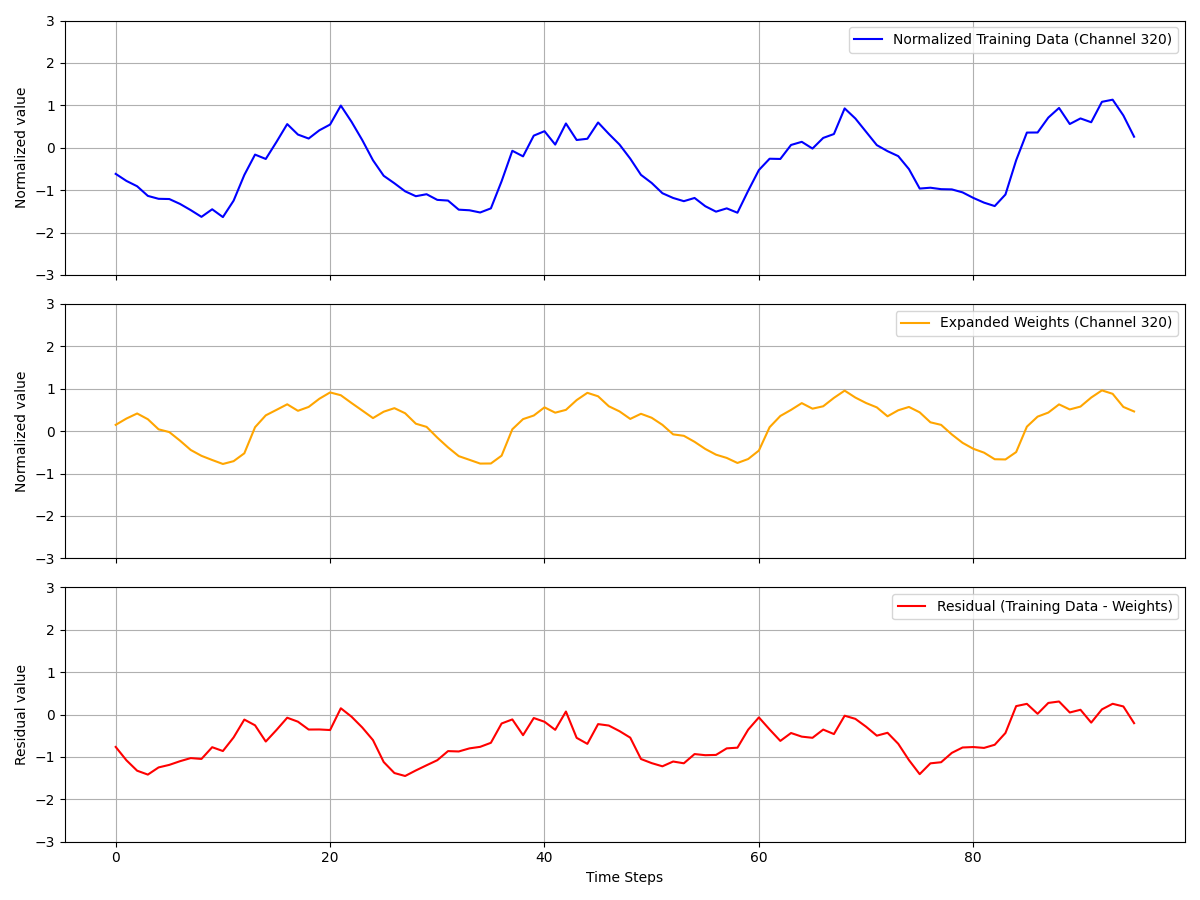 3
2
1
0
−1
−2
−3
Normalized value
Normalized Training Data (Channel 320)
3
2
1
0
−1
−2
−3
Normalized value
Expanded Weights (Channel 320)
3
2
1
0
−1
−2
−3
Residual value
Residual (Training Data - Weights)
0 20 40 60 80
Time Steps